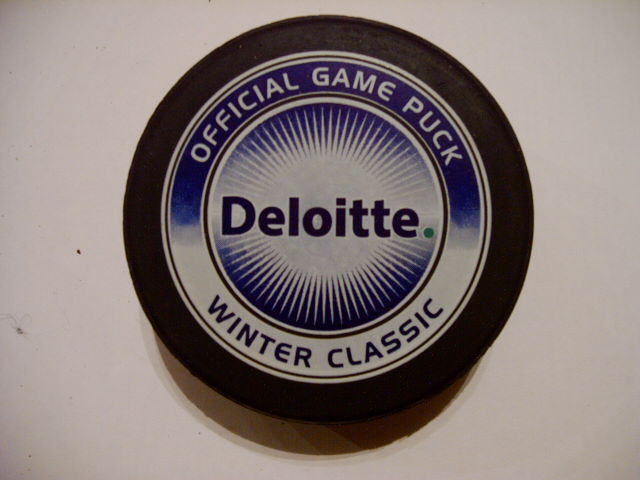 OFFICIAL GAME PUCK
Deloitte.
WINTER CLASSIC